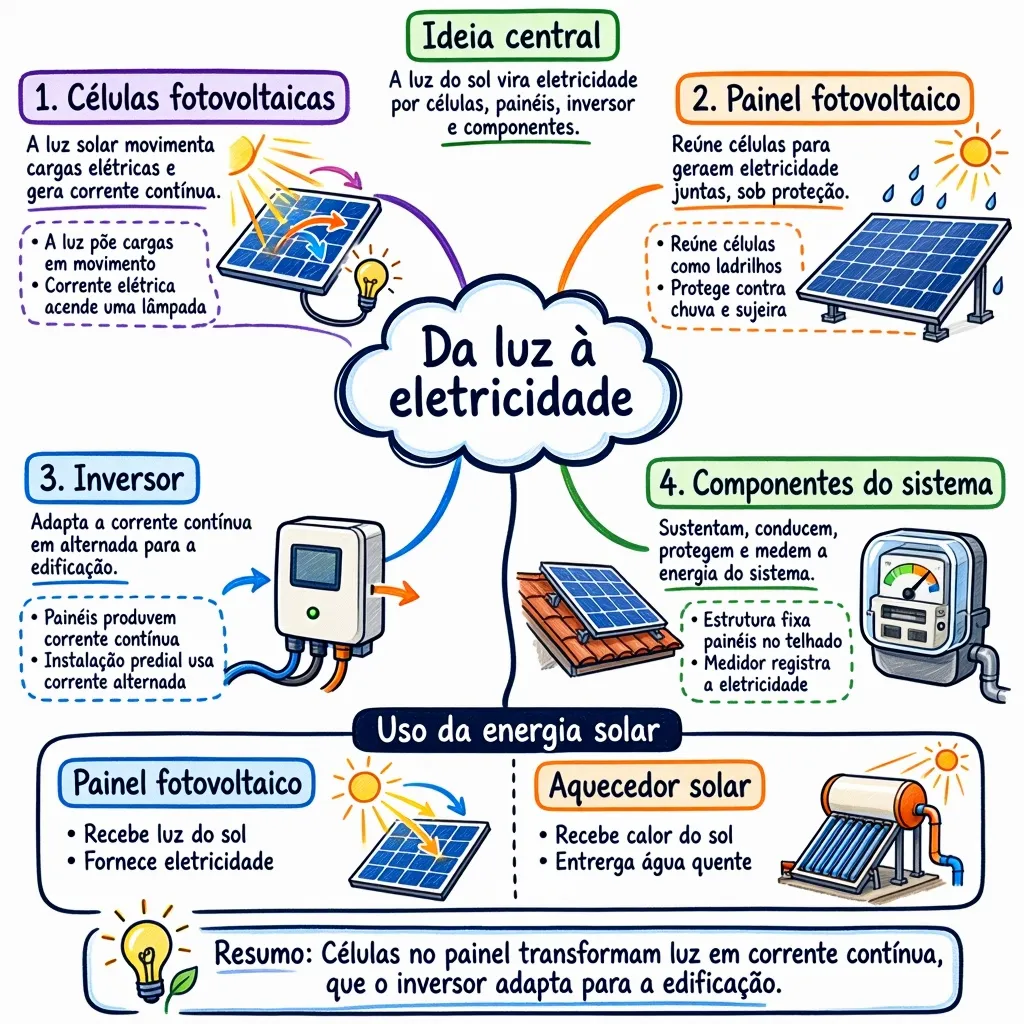 Ideia central
A luz do sol vira eletricidade
por células, painéis, inversor
e componentes.
1. Células fotovoltaicas
A luz solar movimenta
cargas elétricas e
gera corrente contínua.
• A luz põe cargas
em movimento
• Corrente elétrica
acende uma lâmpada
2. Painel fotovoltaico
Reúne células para
geraem eletricidade
juntas, sob proteção.
• Reúne células
como ladrilhos
• Protege contra
chuva e sujeira
Da luz à
eletricidade
3. Inversor
Adapta a corrente contínua
em alternada para a
edificação.
• Painéis produvem
corrente contínua
• Instalação predial usa
corrente alternada
4. Componentes do sistema
Sustentam, conducem,
protegem e medem a
energia do sistema.
• Estrutura fixa
painéis no telhado
• Medidor registra
a eletricidade
Uso da energia solar
Painel fotovoltaico
• Recebe luz do sol
• Fornece eletricidade
Aquecedor solar
• Recebe calor do sol
• Entrerga água quente
Resumo: Células no painel transformam luz em corrente contínua,
que o inversor adapta para a edificação.